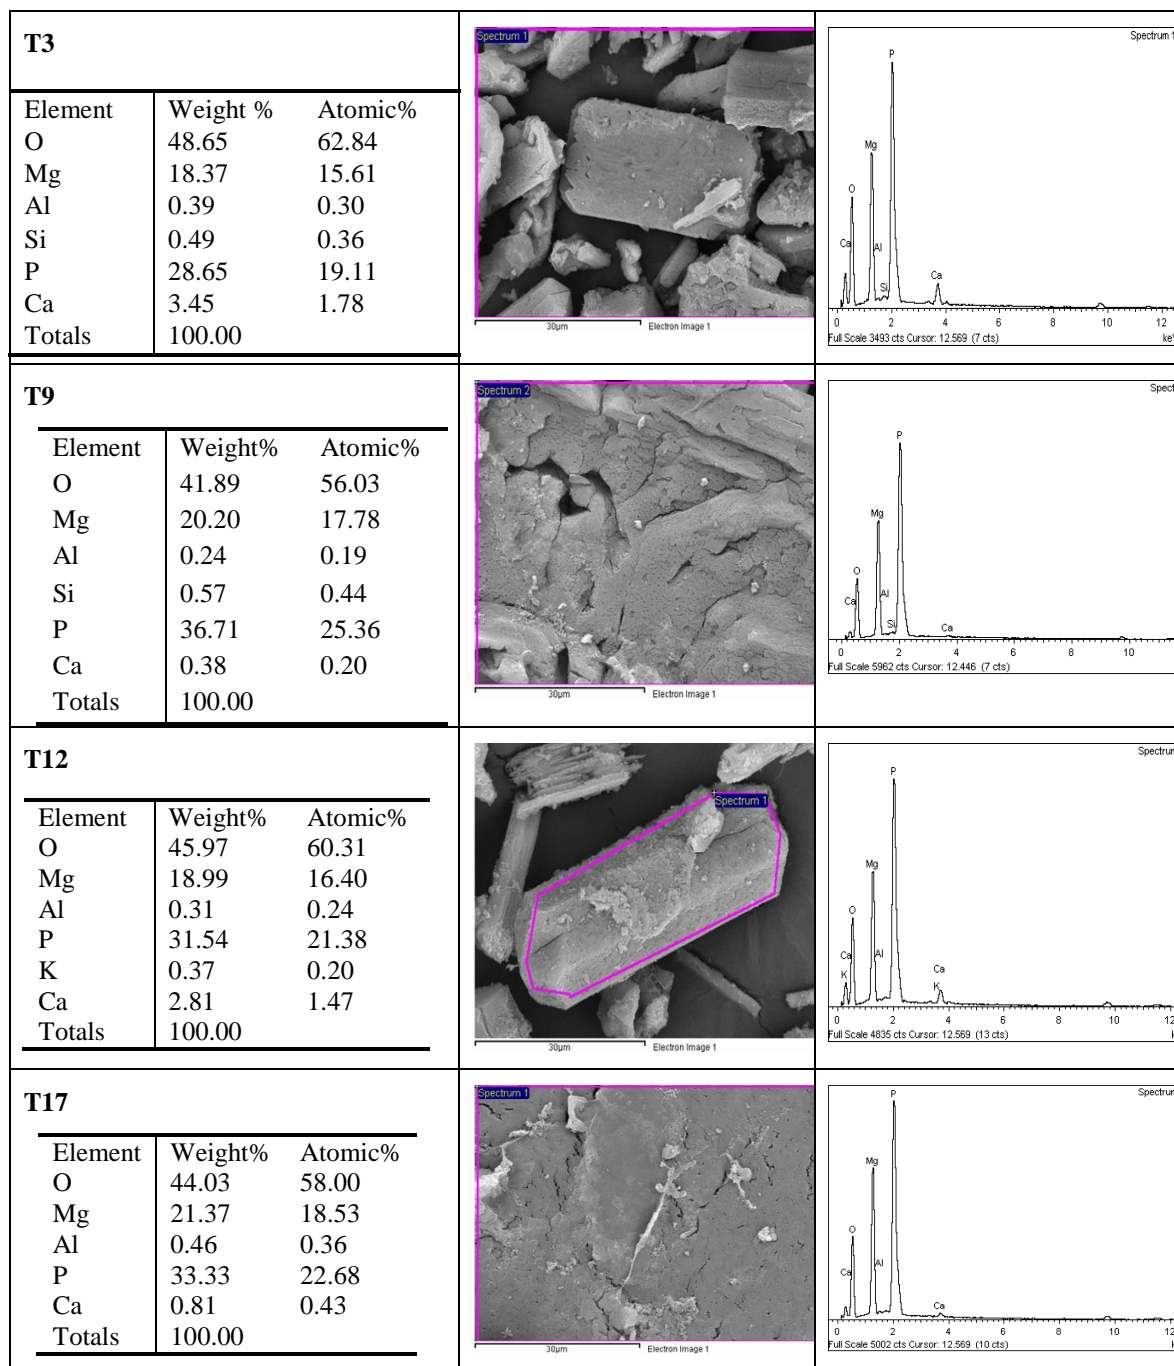 T3
Element Weight % Atomic%
O 48.65 62.84
Mg 18.37 15.61
Al 0.39 0.30
Si 0.49 0.36
P 28.65 19.11
Ca 3.45 1.78
Totals 100.00
Spectrum 1
30µm Electron Image 1
Spectrum 1
P
Mg
O
Ca Al Si Ca
0 2 4 6 8 10 12
Full Scale 3493 cts Cursor: 12.569 (7 cts) keV
T9
Element Weight% Atomic%
O 41.89 56.03
Mg 20.20 17.78
Al 0.24 0.19
Si 0.57 0.44
P 36.71 25.36
Ca 0.38 0.20
Totals 100.00
Spectrum 2
30µm Electron Image 1
Spect
P
Mg
O
Ca Al Si Ca
0 2 4 6 8 10
Full Scale 5962 cts Cursor: 12.446 (7 cts)
T12
Element Weight% Atomic%
O 45.97 60.31
Mg 18.99 16.40
Al 0.31 0.24
P 31.54 21.38
K 0.37 0.20
Ca 2.81 1.47
Totals 100.00
Spectrum 1
30µm Electron Image 1
Spectrum
P
Mg
O
Ca Al Ca
K K
0 2 4 6 8 10 12
Full Scale 4835 cts Cursor: 12.569 (13 cts) k
T17
Element Weight% Atomic%
O 44.03 58.00
Mg 21.37 18.53
Al 0.46 0.36
P 33.33 22.68
Ca 0.81 0.43
Totals 100.00
Spectrum 1
30µm Electron Image 1
Spectrum
P
Mg
O
Ca Al Ca
0 2 4 6 8 10 12
Full Scale 5002 cts Cursor: 12.569 (10 cts) k